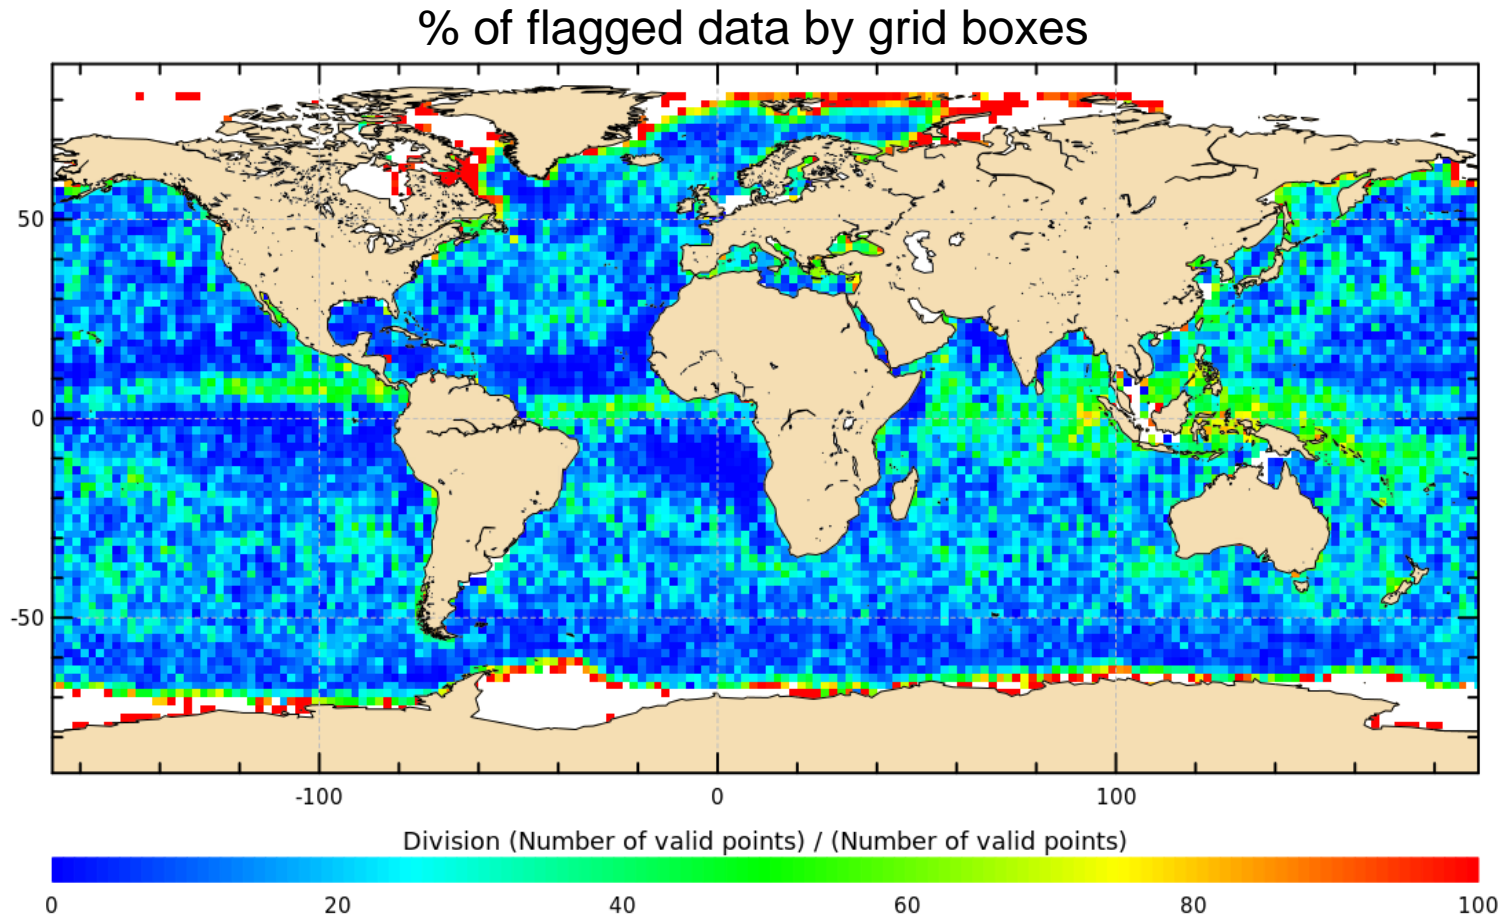 % of flagged data by grid boxes
50
0
-50
-100 0 100
Division (Number of valid points) / (Number of valid points)
0 20 40 60 80 100